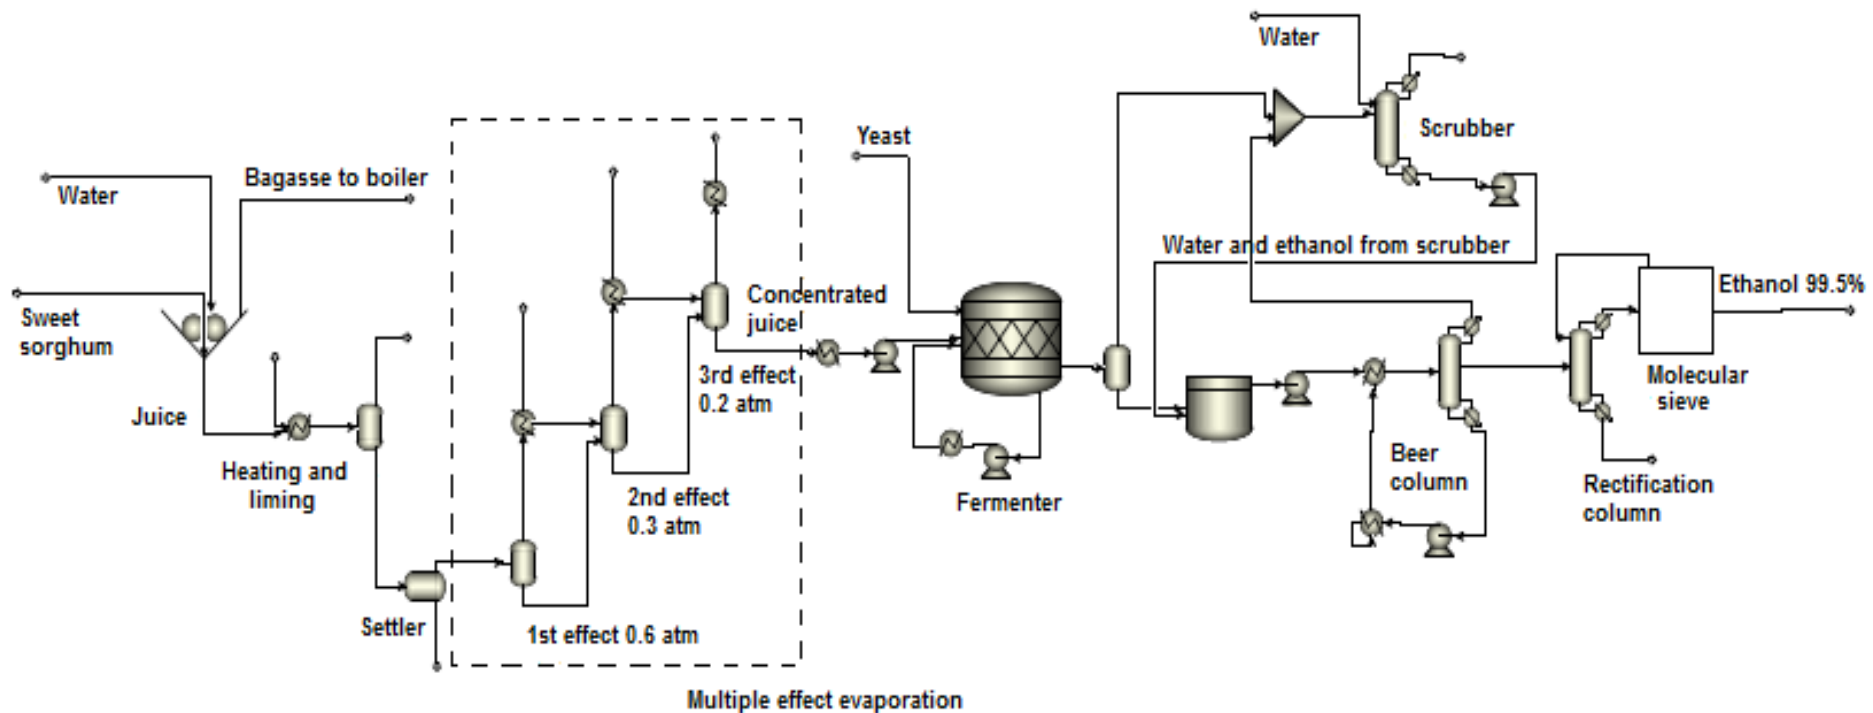 Water
Bagasse to boiler
Sweet
sorghum
Juice
Heating and
liming
Settler
1st effect 0.6 atm
2nd effect
0.3 atm
3rd effect
0.2 atm
Multiple effect evaporation
Concentrated
juice
Yeast
Fermenter
Water
Scrubber
Water and ethanol from scrubber
Beer
column
Rectification
column
Molecular
sieve
Ethanol 99.5%